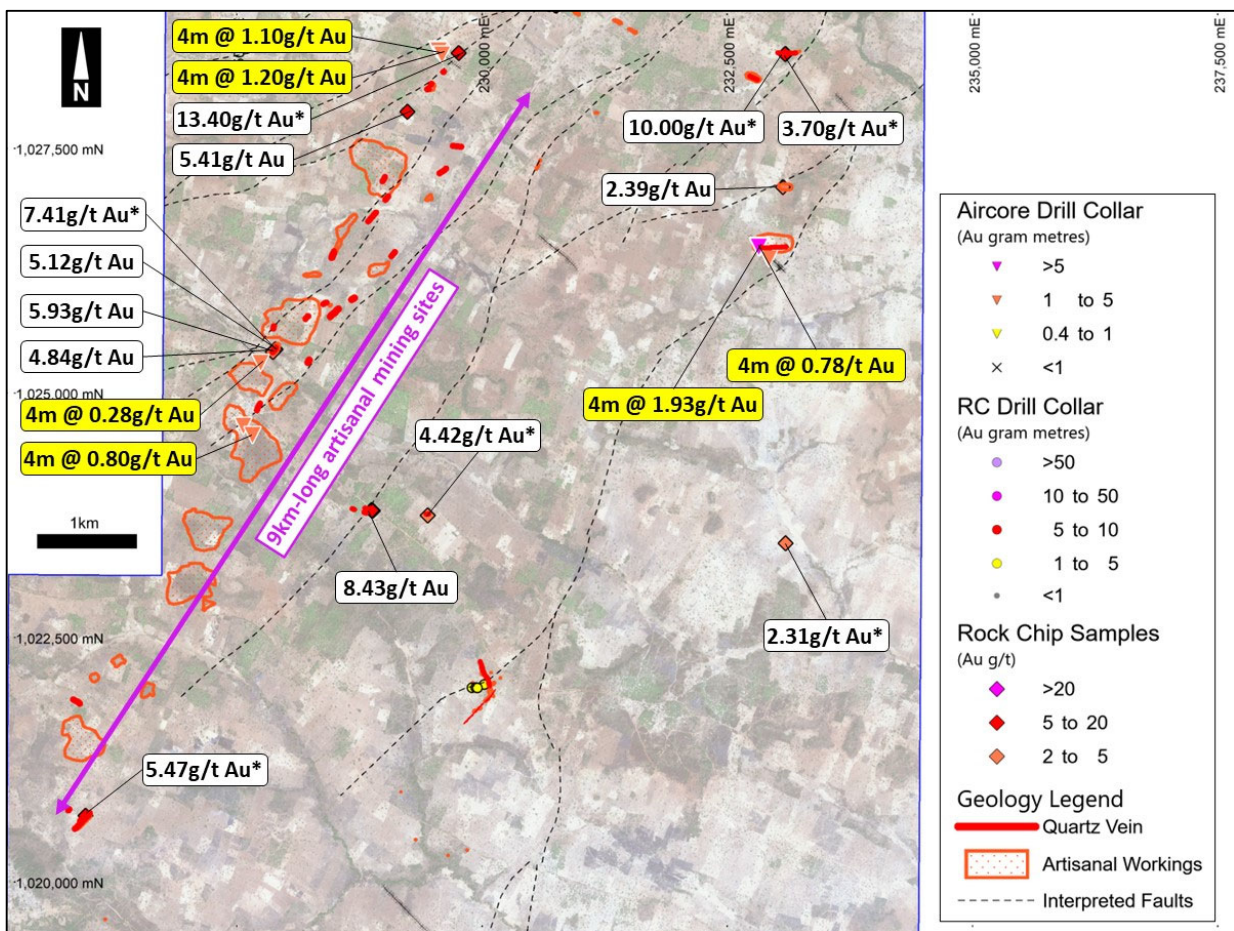 N
4m @ 1.10g/t Au
4m @ 1.20g/t Au
13.40g/t Au*
5.41g/t Au
1,027,500 mN
7.41g/t Au*
5.12g/t Au
5.93g/t Au
4.84g/t Au
1,025,000 mN
4m @ 0.28g/t Au
4m @ 0.80g/t Au
1km
1,022,500 mN
5.47g/t Au*
1,020,000 mN
9km-long artisanal mining sites
230,000 mE
232,500 mE
235,000 mE
237,500 mE
10.00g/t Au*
3.70g/t Au*
2.39g/t Au
4m @ 0.78/t Au
4m @ 1.93g/t Au
4.42g/t Au*
8.43g/t Au
2.31g/t Au*
Aircore Drill Collar
(Au gram metres)
>5
1 to 5
0.4 to 1
<1
RC Drill Collar
(Au gram metres)
>50
10 to 50
5 to 10
1 to 5
<1
Rock Chip Samples
(Au g/t)
>20
5 to 20
2 to 5
Geology Legend
Quartz Vein
Artisanal Workings
Interpreted Faults